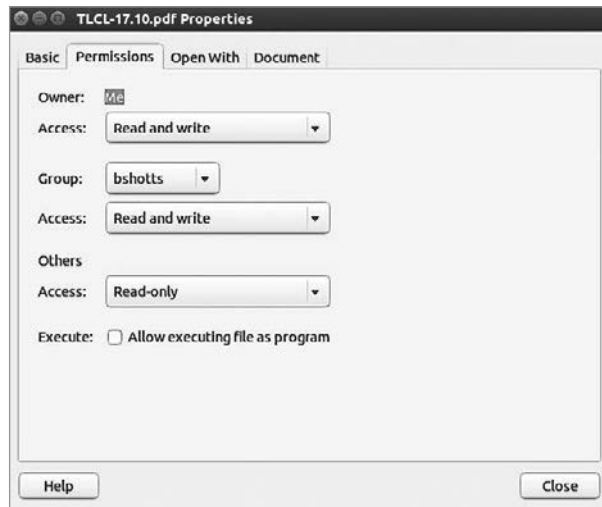 TLCL-17.10.pdf Properties
Basic Permissions Open With Document
Owner: Me
Access: Read and write
Group: bshotts
Access: Read and write
Others
Access: Read-only
Execute: Allow executing file as program
Help Close